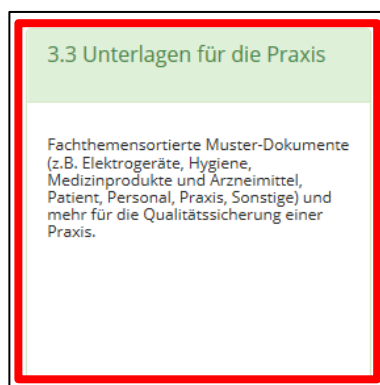 3.3 Unterlagen für die Praxis
Fachthemensortierte Muster-Dokumente
(z.B. Elektrogeräte, Hygiene,
Medizinprodukte und Arzneimittel,
Patient, Personal, Praxis, Sonstige) und
mehr für die Qualitätssicherung einer
Praxis.